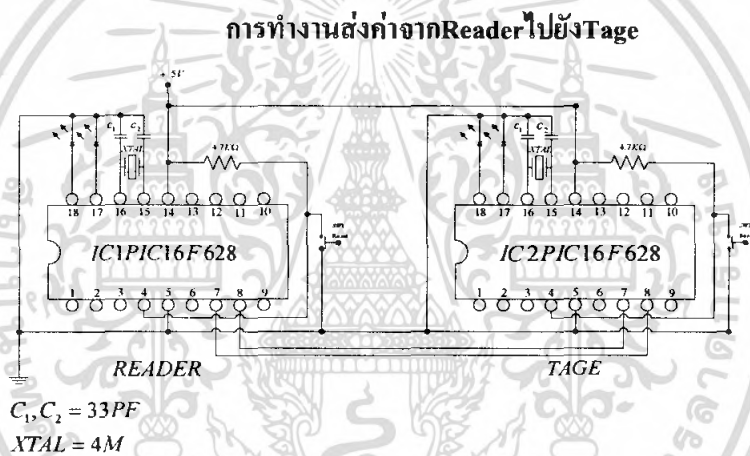 การทำงานส่งค่าจากReaderไปยังTage
+ 5V
C₁ C₂ XTAL 4.7KΩ
C₁ C₂ XTAL 4.7KΩ
18 17 16 15 14 13 12 11 10
18 17 16 15 14 13 12 11 10
IC1PIC16F628
IC2PIC16F628
1 2 3 4 5 6 7 8 9
1 2 3 4 5 6 7 8 9
READER
TAGE
C₁,C₂ = 33PF
XTAL = 4M